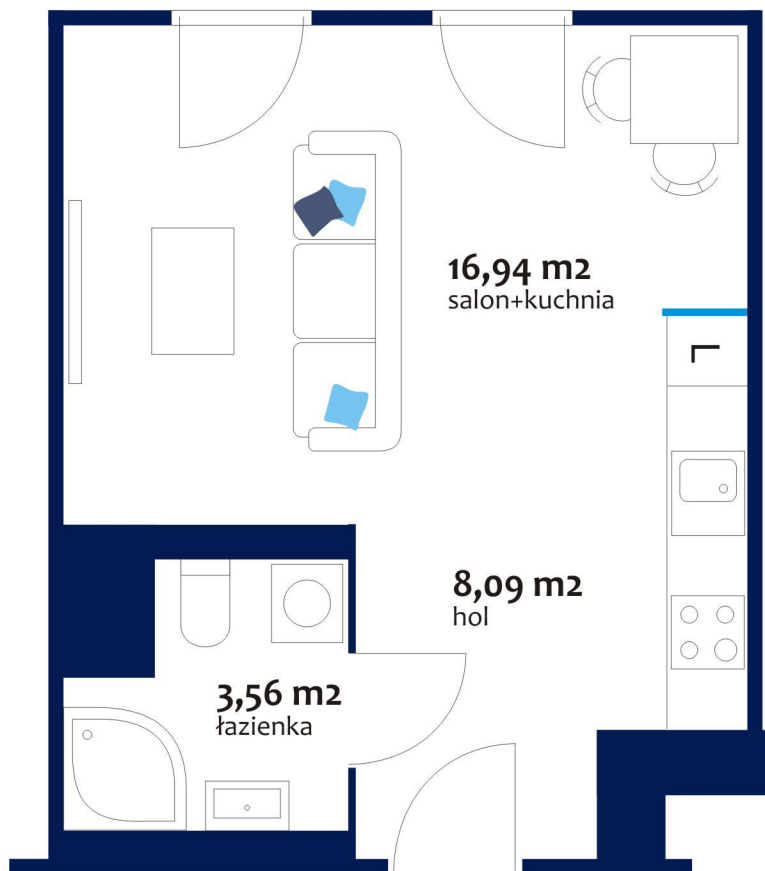 16,94 m2
salon+kuchnia
L
8,09 m2
hol
3,56 m2
łazienka